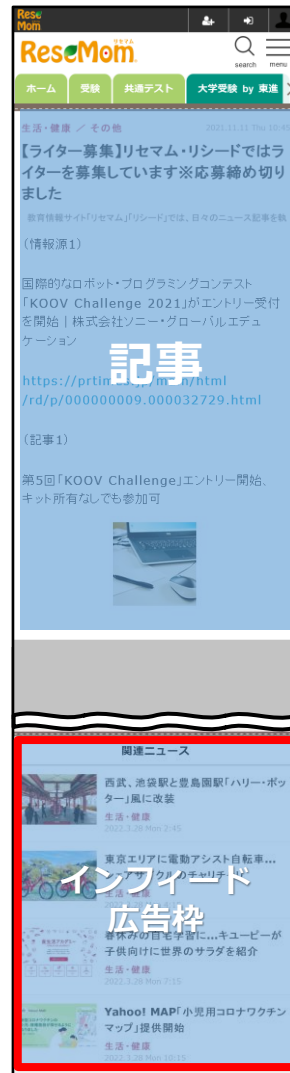 Rese
Mom
リセマム
ReseMom
search
menu
ホーム
受験
共通テスト
大学受験 by 東進
生活・健康 / その他
2021.11.11 Thu 10:45
【ライター募集】リセマム・リシードではラ
イターを募集しています※応募締め切り
ました
教育情報サイト「リセマム」「リシード」では、日々のニュース記事を執
(情報源1)
国際的なロボット・プログラミングコンテスト
「KOOV Challenge 2021」がエントリー受付
を開始 | 株式会社ソニー・グローバルエデュ
ケーション
記事
/rd/p/000000009.000032729.html
(記事1)
第5回「KOOV Challenge」エントリー開始、
キット所有なしでも参加可
関連ニュース
西武、池袋駅と豊島園駅「ハリー・ポッ
ター」風に改装
生活・健康
2022.3.28 Mon 7:45
東京エリアに電動アシスト自転車...
インフィード
広告枠
春休みの自宅学習に...キユーピーが
子供向けに世界のサラダを紹介
生活・健康
2022.3.28 Mon 7:15
Yahoo! MAP「小児用コロナワクチン
マップ」提供開始
生活・健康
2022.3.28 Mon 10:15